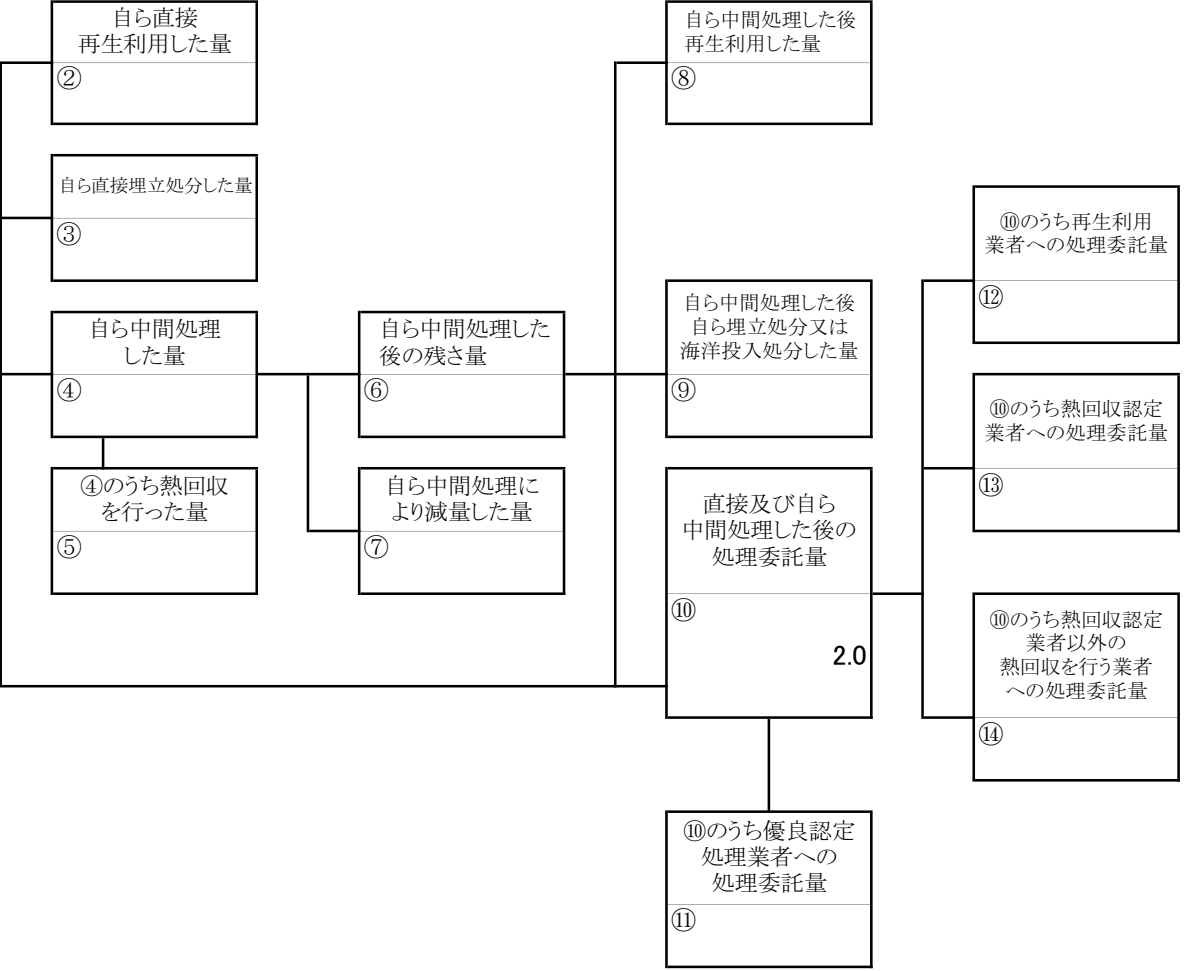 自ら直接
再生利用した量
②
自ら中間処理した後
再生利用した量
⑧
自ら直接埋立処分した量
③
⑩のうち再生利用
業者への処理委託量
⑫
自ら中間処理
した量
④
自ら中間処理した
後の残さ量
⑥
自ら中間処理した後
自ら埋立処分又は
海洋投入処分した量
⑨
⑩のうち熱回収認定
業者への処理委託量
⑬
④のうち熱回収
を行った量
⑤
自ら中間処理に
より減量した量
⑦
直接及び自ら
中間処理した後の
処理委託量
⑩
2.0
⑩のうち熱回収認定
業者以外の
熱回収を行う業者
への処理委託量
⑭
⑩のうち優良認定
処理業者への
処理委託量
⑪